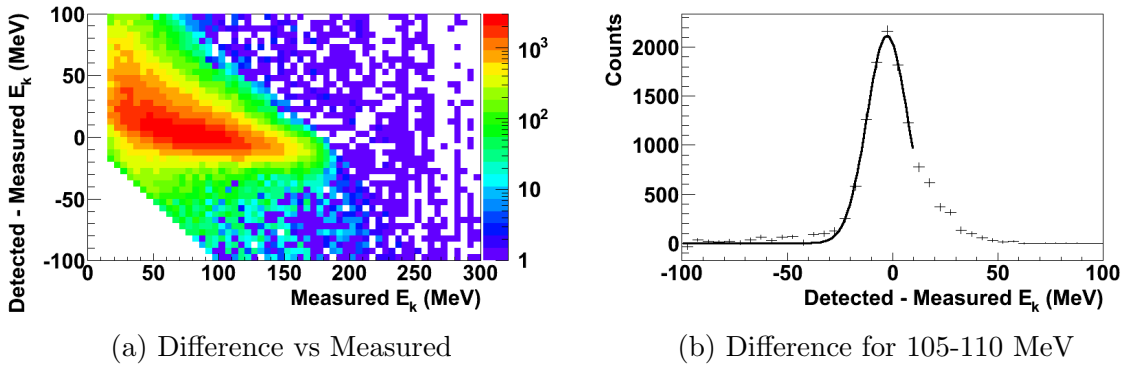 Detected - Measured E_k (MeV)
100
50
0
-50
-100
0 50 100 150 200 250 300
Measured E_k (MeV)
10^3
10^2
10
1
(a) Difference vs Measured
Counts
2000
1500
1000
500
0
-100 -50 0 50 100
Detected - Measured E_k (MeV)
(b) Difference for 105-110 MeV